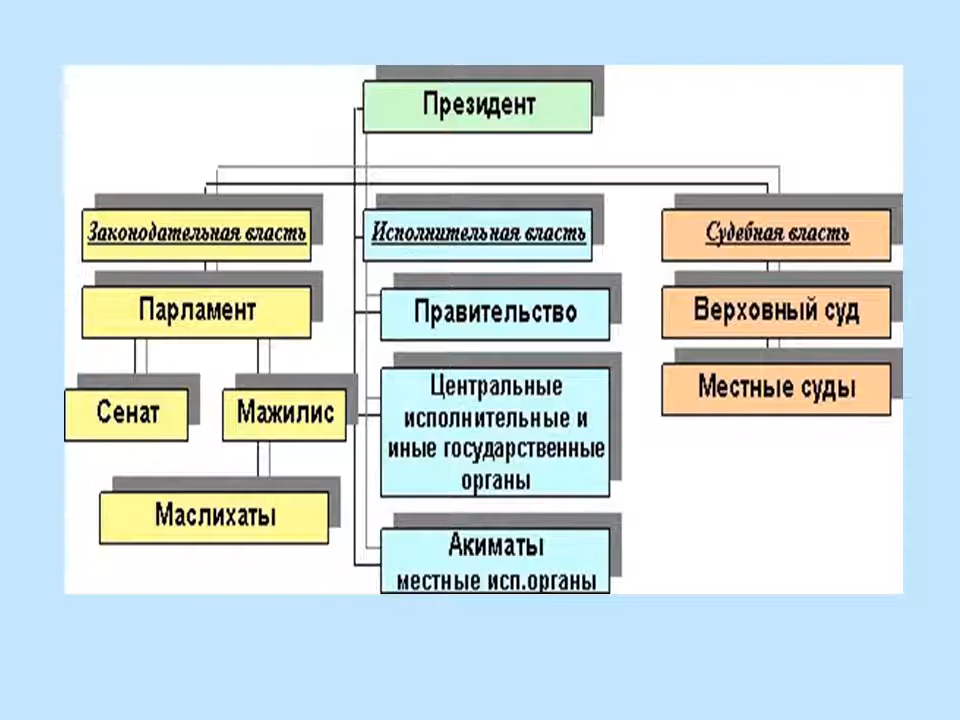 Президент
Законодательная власть
Исполнительная власть
Судебная власть
Парламент
Правительство
Верховный суд
Сенат
Мажилис
Центральные
исполнительные и
иные государственные
органы
Местные суды
Маслихаты
Акиматы
местные исп.органы